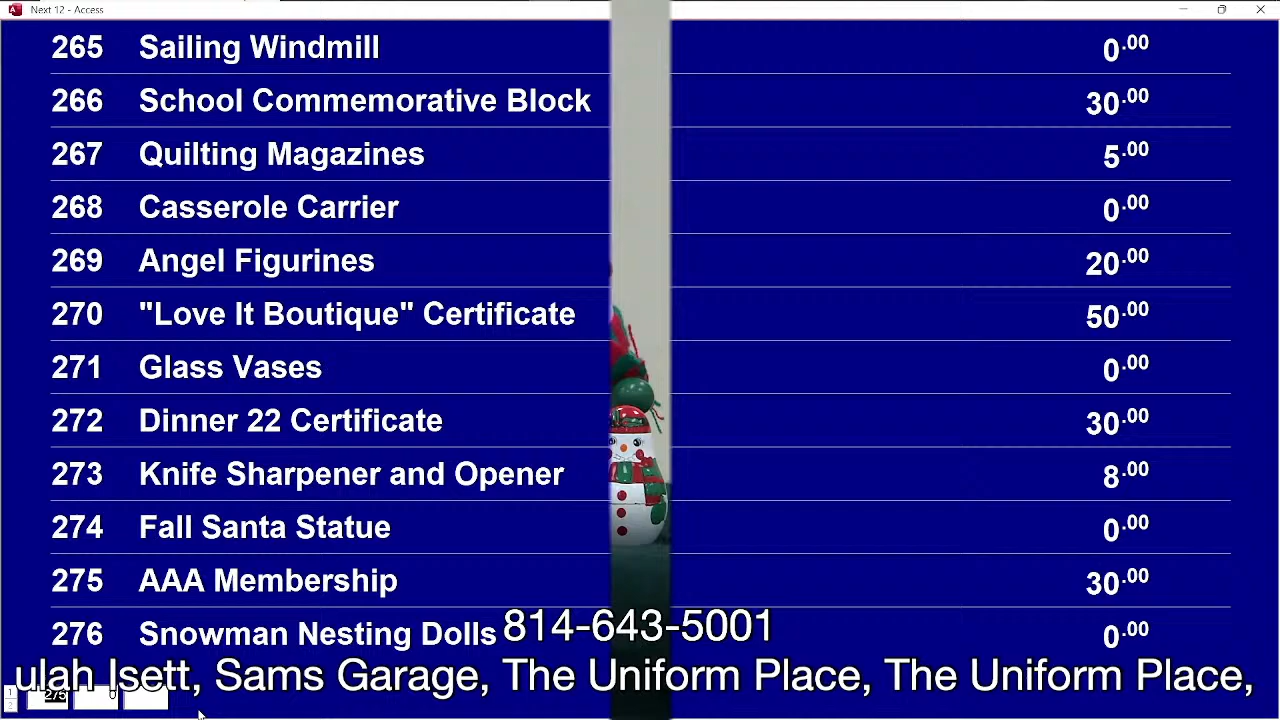 Next 12 - Access
265 Sailing Windmill 0.00
266 School Commemorative Block 30.00
267 Quilting Magazines 5.00
268 Casserole Carrier 0.00
269 Angel Figurines 20.00
270 "Love It Boutique" Certificate 50.00
271 Glass Vases 0.00
272 Dinner 22 Certificate 30.00
273 Knife Sharpener and Opener 8.00
274 Fall Santa Statue 0.00
275 AAA Membership 30.00
276 Snowman Nesting Dolls 0.00
814-643-5001
ulah Isett, Sams Garage, The Uniform Place, The Uniform Place,